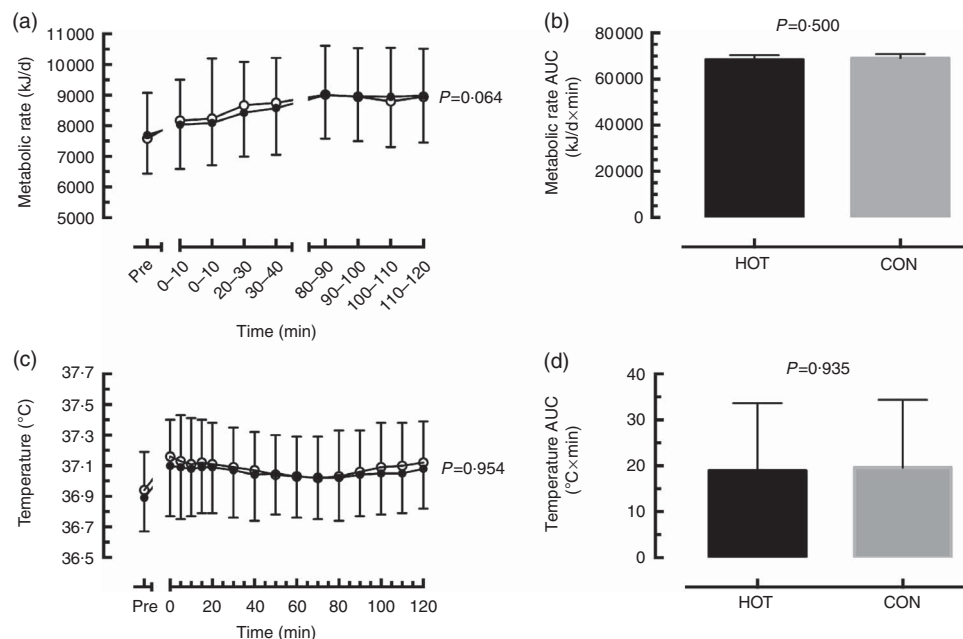 (a)
Metabolic rate (kJ/d)
11 000
10 000
9000
8000
7000
6000
5000
P=0·064
Pre
0–10
0–10
20–30
30–40
80–90
90–100
100–110
110–120
Time (min)
(b)
Metabolic rate AUC
(kJ/d×min)
P=0·500
80 000
60 000
40 000
20 000
0
HOT
CON
(c)
Temperature (°C)
37·7
37·5
37·3
37·1
36·9
36·7
36·5
P=0·954
Pre
0
20
40
60
80
100
120
Time (min)
(d)
Temperature AUC
(°C×min)
P=0·935
40
30
20
10
0
HOT
CON